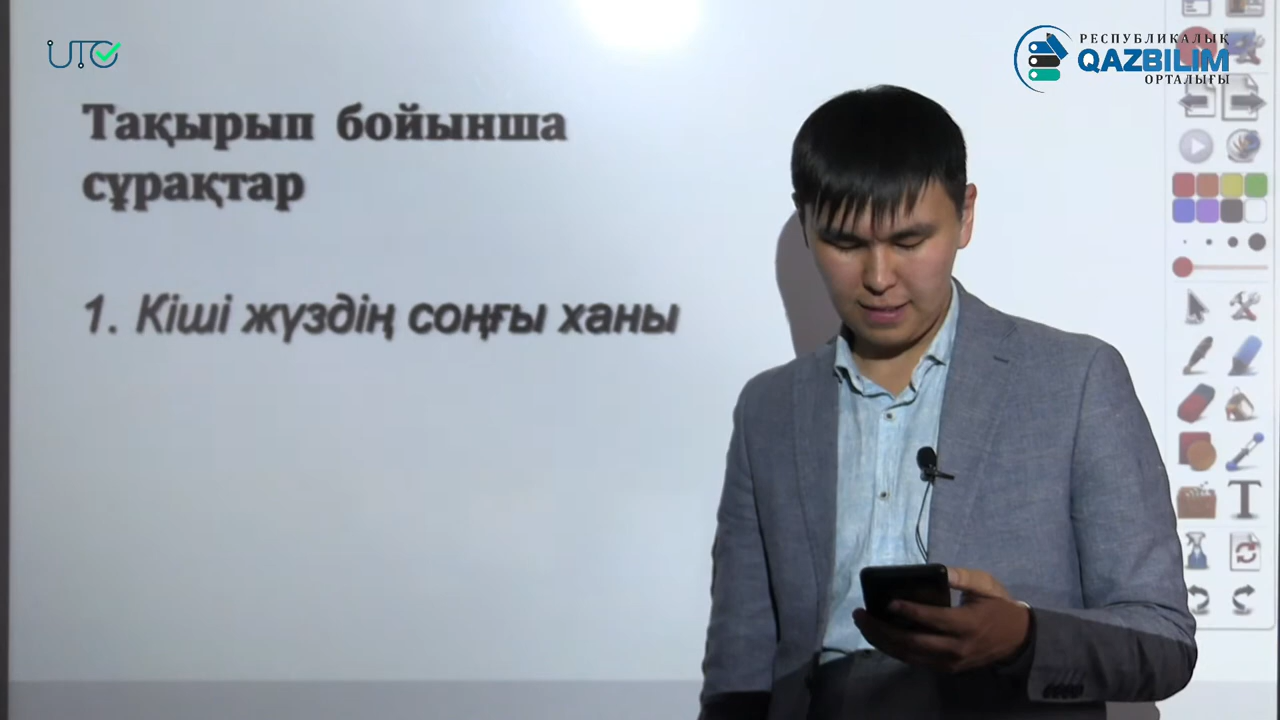 UTC
РЕСПУБЛИКАЛЫҚ
QAZBILIM
ОРТАЛЫҒЫ
Тақырып бойынша
сұрақтар
1. Кіші жүздің соңғы ханы
T